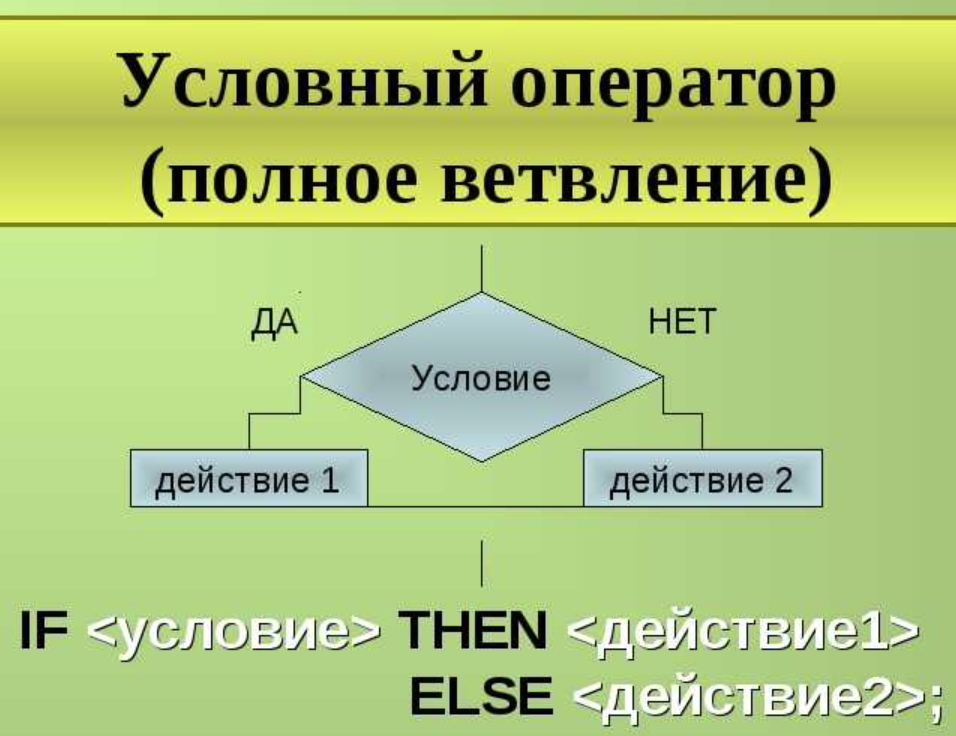 Условный оператор
(полное ветвление)
ДА
НЕТ
Условие
действие 1
действие 2
IF <условие> THEN <действие1>
ELSE <действие2>;